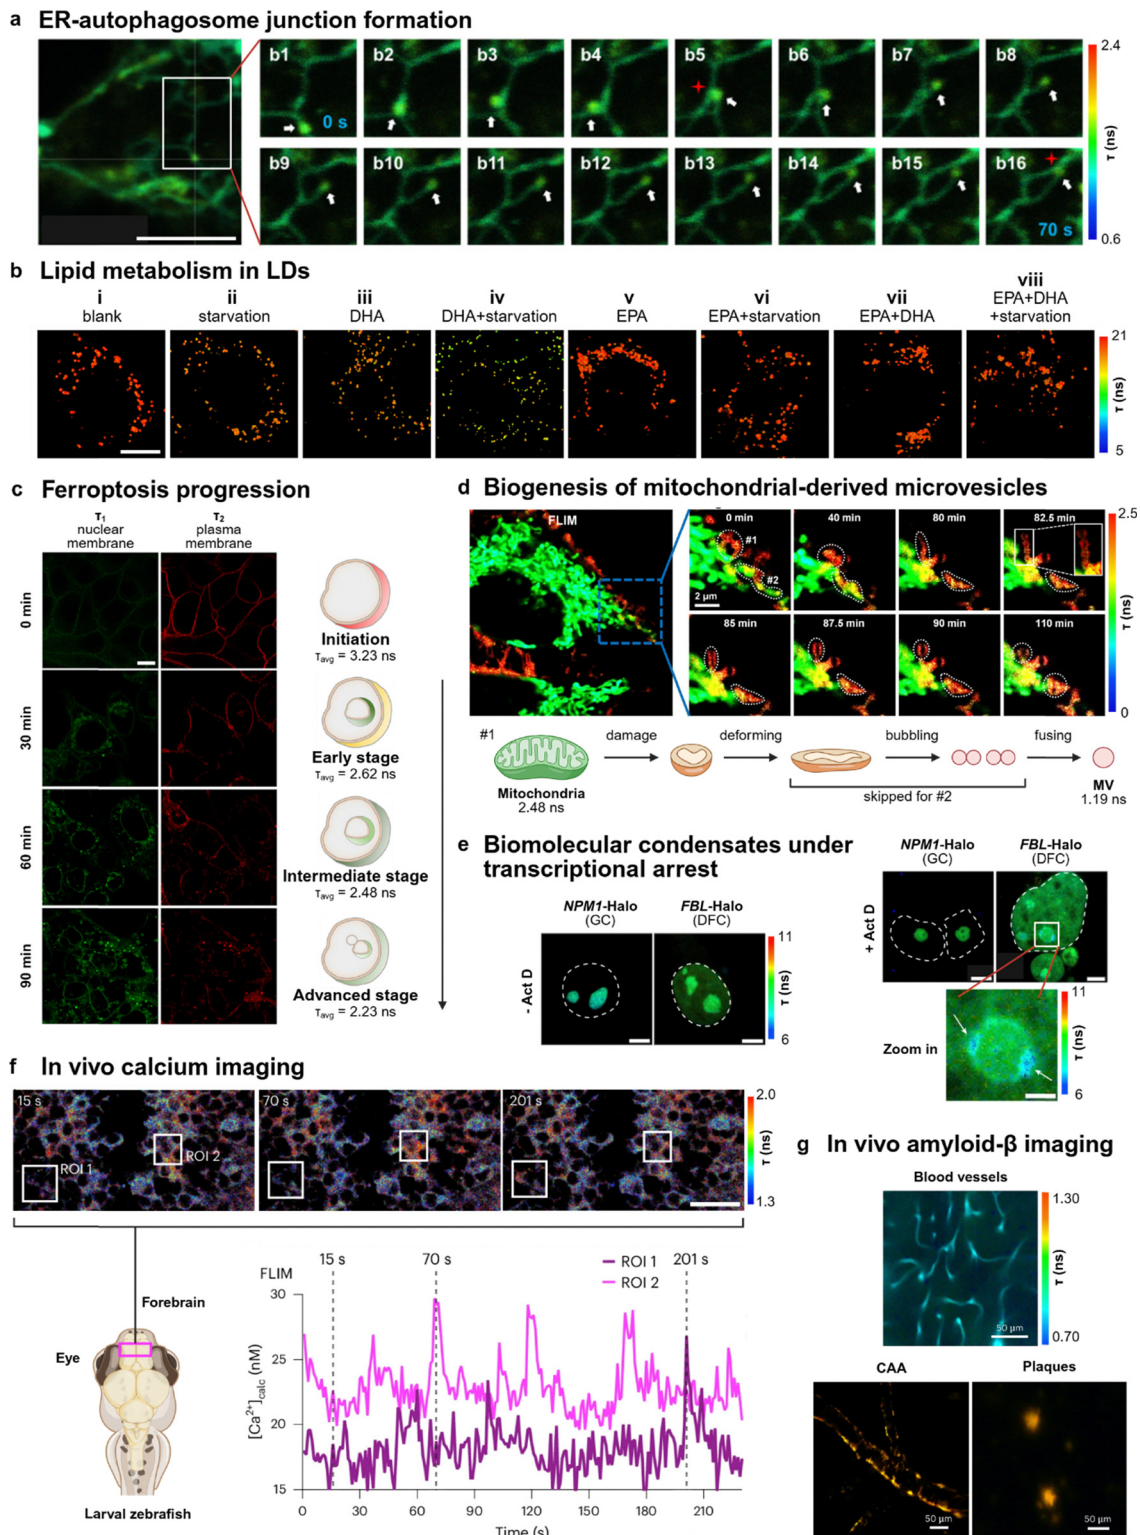 a ER-autophagosome junction formation
b1 b2 b3 b4 b5 b6 b7 b8
0 s
b9 b10 b11 b12 b13 b14 b15 b16
70 s
2.4
τ (ns)
0.6
b Lipid metabolism in LDs
i ii iii iv v vi vii viii
blank starvation DHA DHA+starvation EPA EPA+starvation EPA+DHA EPA+DHA
+starvation
21
τ (ns)
5
c Ferroptosis progression
τ₁ τ₂
nuclear plasma
membrane membrane
0 min
30 min
60 min
90 min
Initiation
τavg = 3.23 ns
Early stage
τavg = 2.62 ns
Intermediate stage
τavg = 2.48 ns
Advanced stage
τavg = 2.23 ns
d Biogenesis of mitochondrial-derived microvesicles
FLIM
0 min 40 min 80 min 82.5 min
#1
#2
2 μm
85 min 87.5 min 90 min 110 min
2.5
τ (ns)
0
#1 damage deforming bubbling fusing
Mitochondria
2.48 ns
skipped for #2
MV
1.19 ns
e Biomolecular condensates under
transcriptional arrest
NPM1-Halo FBL-Halo
(GC) (DFC)
- Act D
11
τ (ns)
6
NPM1-Halo FBL-Halo
(GC) (DFC)
+ Act D
Zoom in
11
τ (ns)
6
f In vivo calcium imaging
15 s 70 s 201 s
ROI 1
ROI 2
2.0
τ (ns)
1.3
Forebrain
Eye
Larval zebrafish
FLIM
15 s 70 s 201 s
ROI 1
ROI 2
[Ca²⁺]calc (nM)
30
25
20
15
0 30 60 90 120 150 180 210
Time (s)
g In vivo amyloid-β imaging
Blood vessels
50 μm
1.30
τ (ns)
0.70
CAA Plaques
50 μm 50 μm